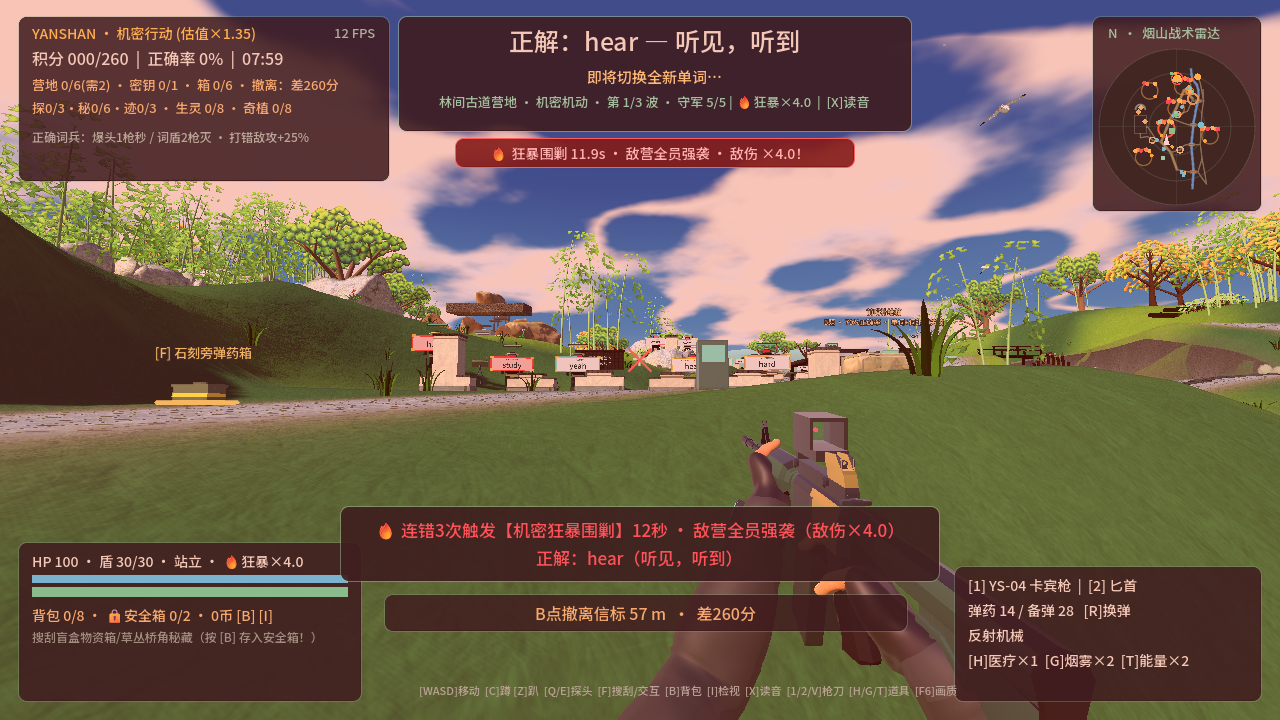 YANSHAN · 机密行动 (估值×1.35) 12 FPS
积分 000/260 | 正确率 0% | 07:59
营地 0/6(需2) · 密钥 0/1 · 箱 0/6 · 撤离：差260分
探0/3 · 秘0/6 · 迹0/3 · 生灵 0/8 · 奇植 0/8
正确词兵：爆头1枪秒 / 词盾2枪灭 · 打错敌攻+25%
正解：hear — 听见，听到
即将切换全新单词…
林间古道营地 · 机密机动 · 第 1/3 波 · 守军 5/5 | 🔥 狂暴×4.0 | [X]读音
🔥 狂暴围剿 11.9s · 敌营全员强袭 · 敌伤 ×4.0！
N · 烟山战术雷达
[F] 石刻旁弹药箱
study
year
hard
🔥 连错3次触发【机密狂暴围剿】12秒 · 敌营全员强袭（敌伤×4.0）
正解：hear（听见，听到）
B点撤离信标 57 m · 差260分
HP 100 · 盾 30/30 · 站立 · 🔥 狂暴×4.0
背包 0/8 · 🔒 安全箱 0/2 · 0币 [B] [I]
搜刮盲盒物资箱/草丛桥角秘藏（按 [B] 存入安全箱！）
[1] YS-04 卡宾枪 | [2] 匕首
弹药 14 / 备弹 28 [R]换弹
反射机械
[H]医疗×1 [G]烟雾×2 [T]能量×2
[WASD]移动 [C]蹲 [Z]趴 [Q/E]探头 [F]搜刮/交互 [B]背包 [I]检视 [X]读音 [1/2/V]枪刀 [H/G/T]道具 [F6]画质